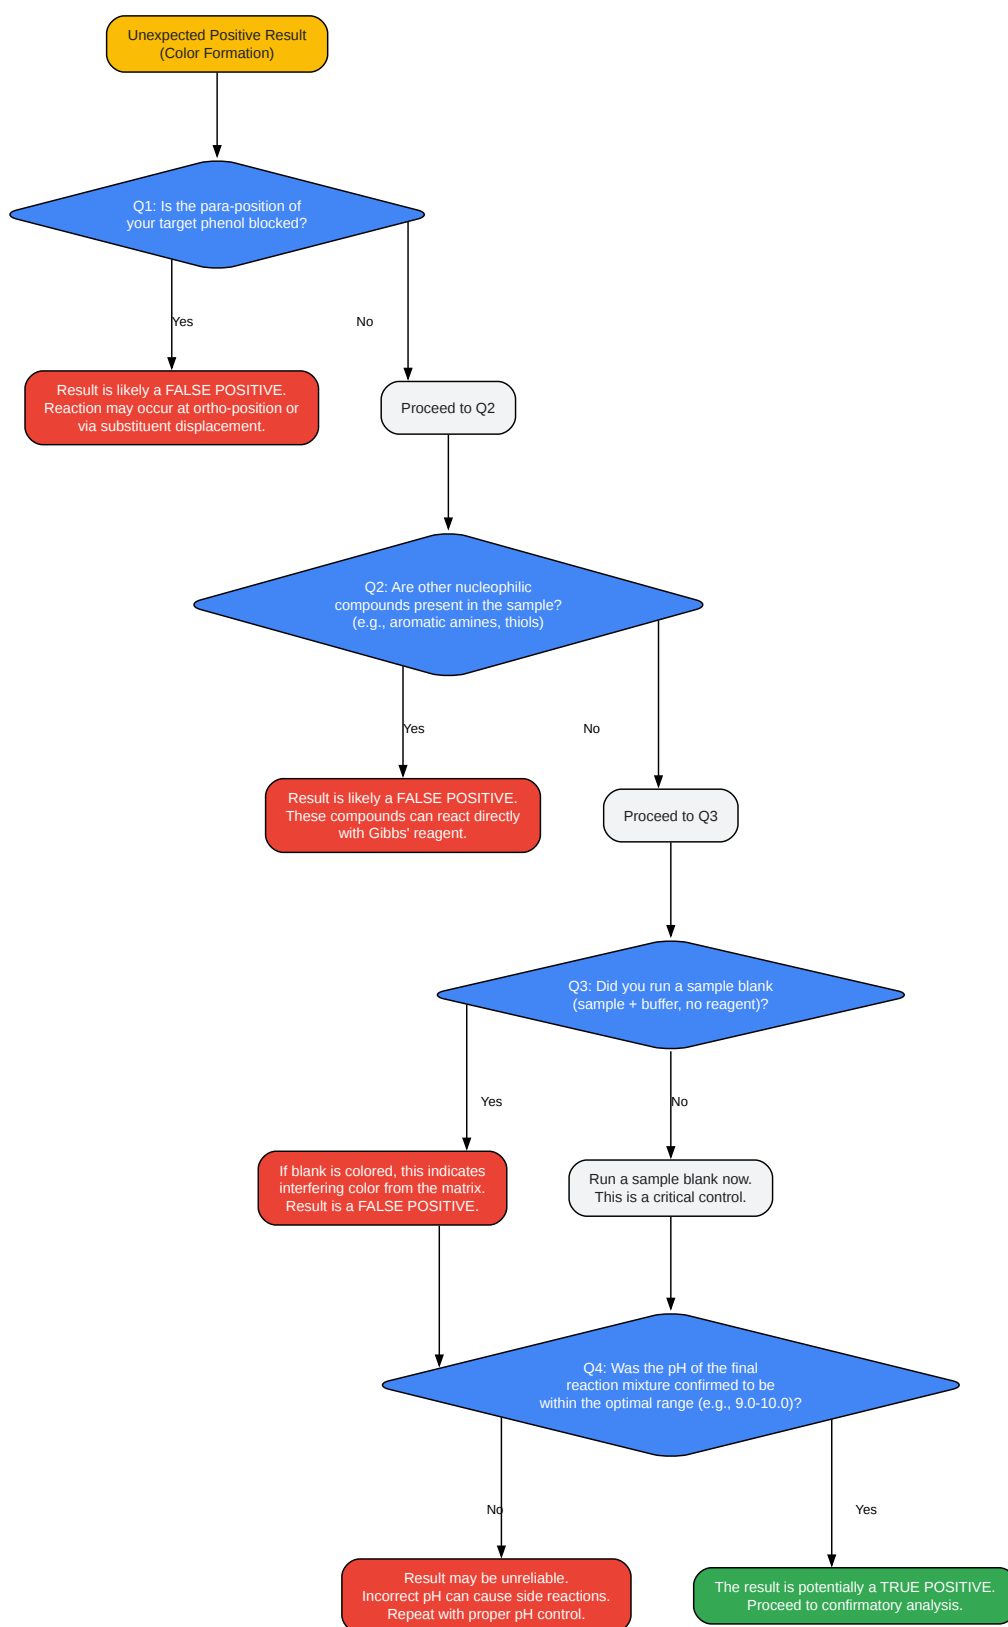 Unexpected Positive Result
(Color Formation)
Q1: Is the para-position of
your target phenol blocked?
Yes
No
Result is likely a FALSE POSITIVE.
Reaction may occur at ortho-position or
via substituent displacement.
Proceed to Q2
Q2: Are other nucleophilic
compounds present in the sample?
(e.g., aromatic amines, thiols)
Yes
No
Result is likely a FALSE POSITIVE.
These compounds can react directly
with Gibbs' reagent.
Proceed to Q3
Q3: Did you run a sample blank
(sample + buffer, no reagent)?
Yes
No
If blank is colored, this indicates
interfering color from the matrix.
Result is a FALSE POSITIVE.
Run a sample blank now.
This is a critical control.
Q4: Was the pH of the final
reaction mixture confirmed to be
within the optimal range (e.g., 9.0-10.0)?
No
Yes
Result may be unreliable.
Incorrect pH can cause side reactions.
Repeat with proper pH control.
The result is potentially a TRUE POSITIVE.
Proceed to confirmatory analysis.